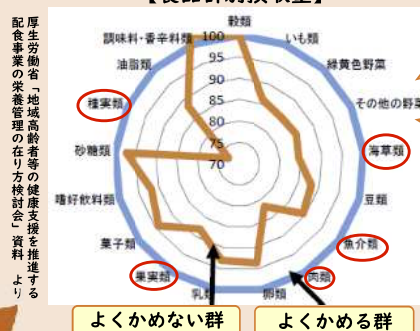 【食品群別摂取量】
厚生労働省「地域高齢者等の健康支援を推進する
配食事業の栄養管理の在り方検討会」資料 より
穀類
いも類
緑黄色野菜
その他の野菜
海草類
豆類
魚介類
肉類
卵類
乳類
果実類
菓子類
嗜好飲料類
砂糖類
種実類
油脂類
調味料・香辛料類
100
95
90
85
80
75
70
よくかめない群
よくかめる群